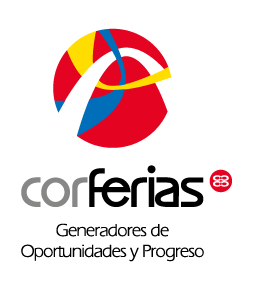 corferias
Generadores de
Oportunidades y Progreso